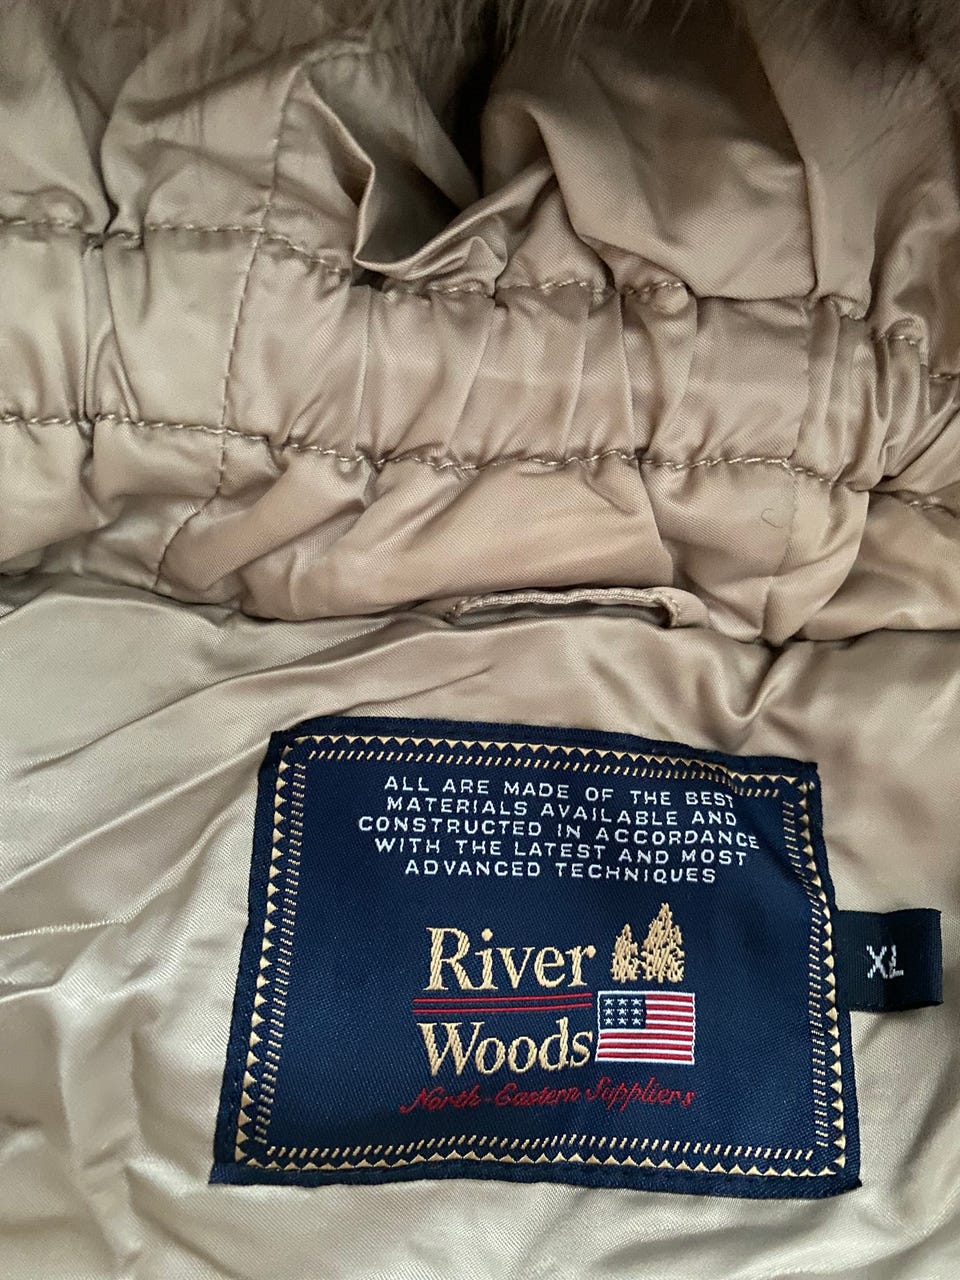 ALL ARE MADE OF THE BEST
MATERIALS AVAILABLE AND
CONSTRUCTED IN ACCORDANCE
WITH THE LATEST AND MOST
ADVANCED TECHNIQUES
River
Woods
North-Eastern Suppliers
XL